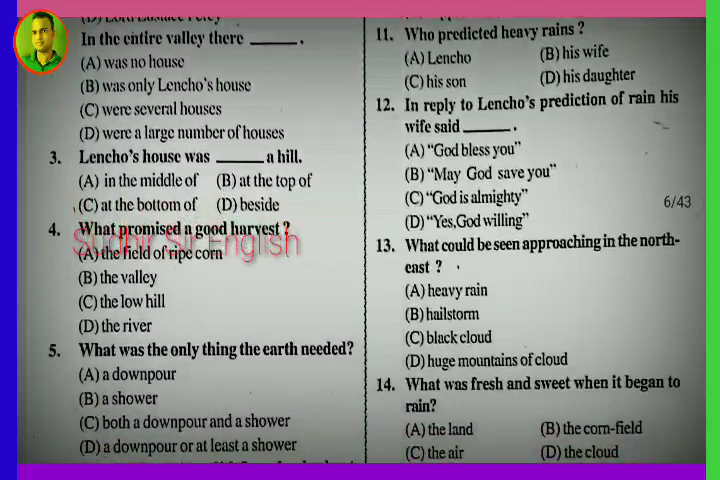 (D) Lord Eustace Percy
In the entire valley there ______ .
(A) was no house
(B) was only Lencho's house
(C) were several houses
(D) were a large number of houses
3. Lencho's house was ______ a hill.
(A) in the middle of (B) at the top of
(C) at the bottom of (D) beside
4. What promised a good harvest ?
Sudhir Sir English
(A) the field of ripe corn
(B) the valley
(C) the low hill
(D) the river
5. What was the only thing the earth needed?
(A) a downpour
(B) a shower
(C) both a downpour and a shower
(D) a downpour or at least a shower
11. Who predicted heavy rains ?
(A) Lencho (B) his wife
(C) his son (D) his daughter
12. In reply to Lencho's prediction of rain his
wife said ______ .
(A) "God bless you"
(B) "May God save you"
(C) "God is almighty"
6/43
(D) "Yes,God willing"
13. What could be seen approaching in the north-
east ?
(A) heavy rain
(B) hailstorm
(C) black cloud
(D) huge mountains of cloud
14. What was fresh and sweet when it began to
rain?
(A) the land (B) the corn-field
(C) the air (D) the cloud